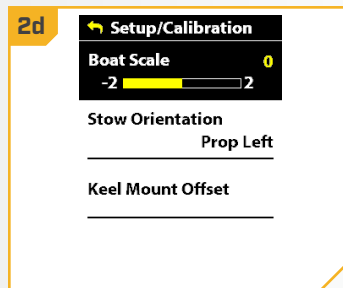 2d
Setup/Calibration
Boat Scale 0
-2 2
Stow Orientation
Prop Left
Keel Mount Offset